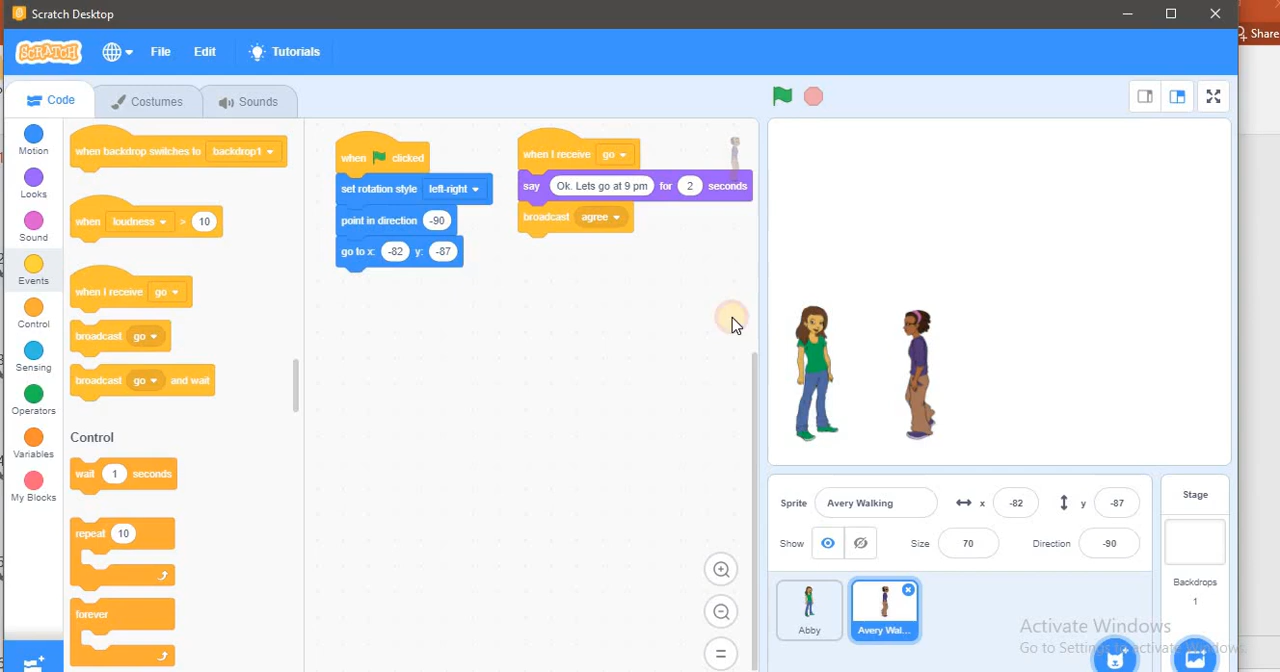 Scratch Desktop
Share
SCRATCH
File
Edit
Tutorials
Code
Costumes
Sounds
Motion
Looks
Sound
Events
Control
Sensing
Operators
Variables
My Blocks
when backdrop switches to backdrop1
when loudness > 10
when I receive go
broadcast go
broadcast go and wait
Control
wait 1 seconds
repeat 10
forever
when clicked
set rotation style left-right
point in direction -90
go to x: -82 y: -87
when I receive go
say Ok. Lets go at 9 pm for 2 seconds
broadcast agree
Sprite Avery Walking x -82 y -87
Show Size 70 Direction -90
Abby
Avery Wal...
Stage
Backdrops
1
Activate Windows
Go to Settings to activate Windows.